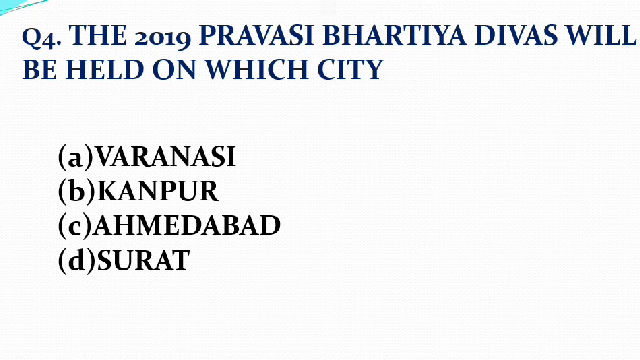 Q4. THE 2019 PRAVASI BHARTIYA DIVAS WILL
BE HELD ON WHICH CITY
(a)VARANASI
(b)KANPUR
(c)AHMEDABAD
(d)SURAT